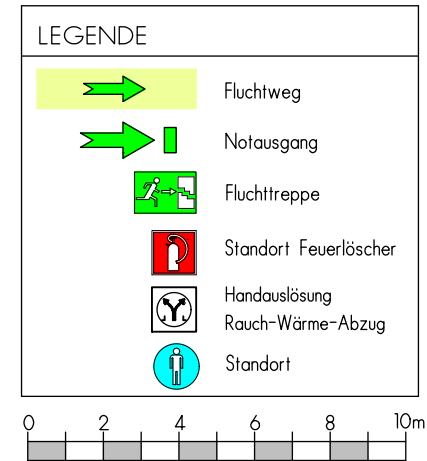 LEGENDE
Fluchtweg
Notausgang
Fluchttreppe
Standort Feuerlöscher
Handauslösung
Rauch-Wärme-Abzug
Standort
0 2 4 6 8 10m